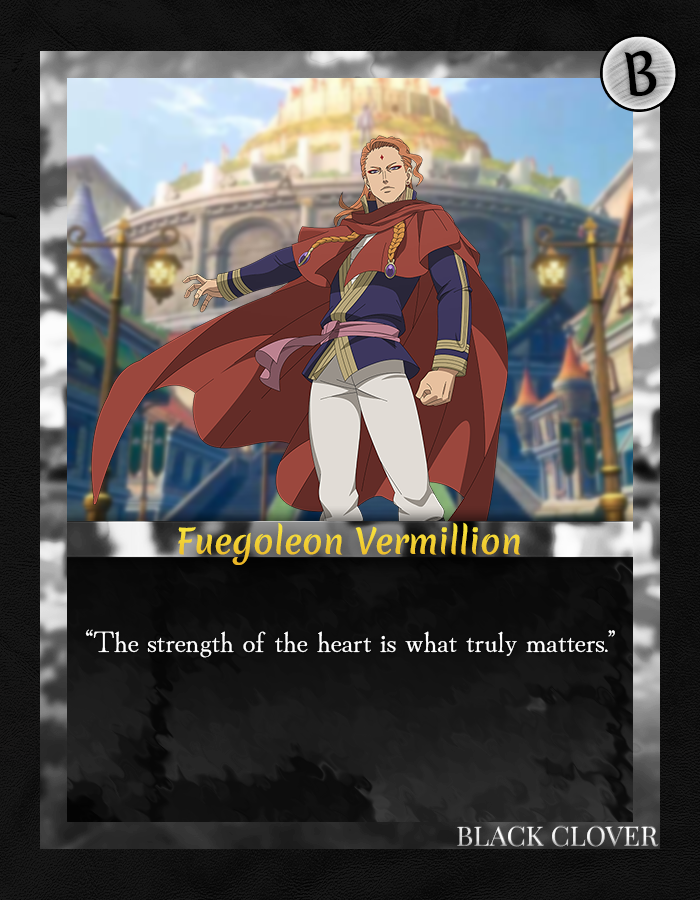 B
Fuegoleon Vermillion
“The strength of the heart is what truly matters.”
BLACK CLOVER